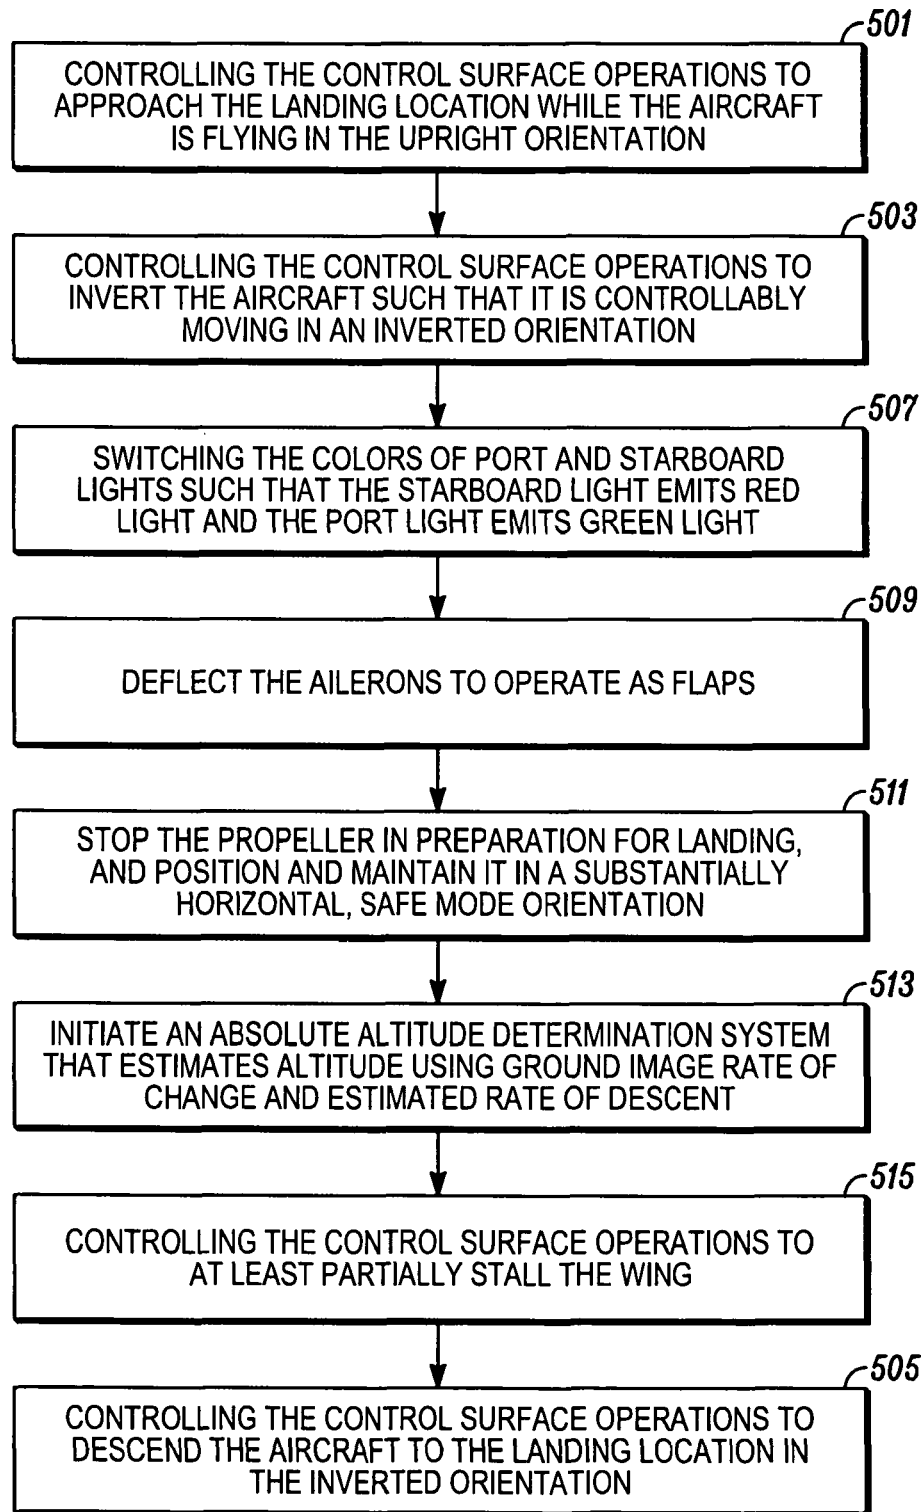 501
CONTROLLING THE CONTROL SURFACE OPERATIONS TO
APPROACH THE LANDING LOCATION WHILE THE AIRCRAFT
IS FLYING IN THE UPRIGHT ORIENTATION
503
CONTROLLING THE CONTROL SURFACE OPERATIONS TO
INVERT THE AIRCRAFT SUCH THAT IT IS CONTROLLABLY
MOVING IN AN INVERTED ORIENTATION
507
SWITCHING THE COLORS OF PORT AND STARBOARD
LIGHTS SUCH THAT THE STARBOARD LIGHT EMITS RED
LIGHT AND THE PORT LIGHT EMITS GREEN LIGHT
509
DEFLECT THE AILERONS TO OPERATE AS FLAPS
511
STOP THE PROPELLER IN PREPARATION FOR LANDING,
AND POSITION AND MAINTAIN IT IN A SUBSTANTIALLY
HORIZONTAL, SAFE MODE ORIENTATION
513
INITIATE AN ABSOLUTE ALTITUDE DETERMINATION SYSTEM
THAT ESTIMATES ALTITUDE USING GROUND IMAGE RATE OF
CHANGE AND ESTIMATED RATE OF DESCENT
515
CONTROLLING THE CONTROL SURFACE OPERATIONS TO
AT LEAST PARTIALLY STALL THE WING
505
CONTROLLING THE CONTROL SURFACE OPERATIONS TO
DESCEND THE AIRCRAFT TO THE LANDING LOCATION IN
THE INVERTED ORIENTATION